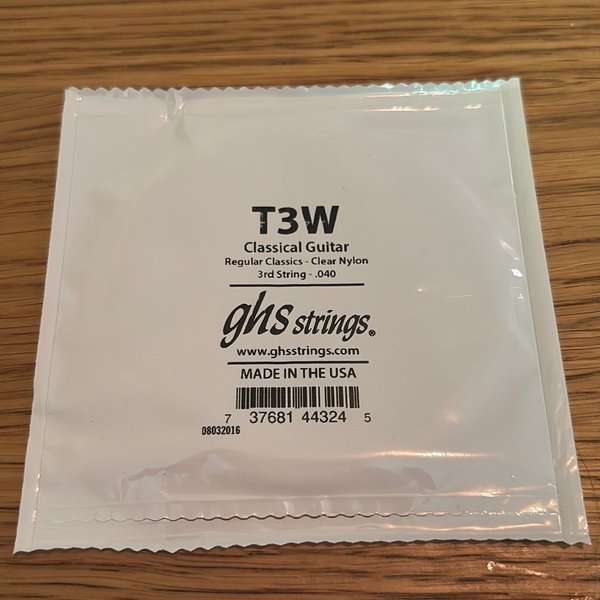 T3W
Classical Guitar
Regular Classics - Clear Nylon
3rd String - .040
ghs strings®
www.ghsstrings.com
MADE IN THE USA
7 37681 44324 5
08032016